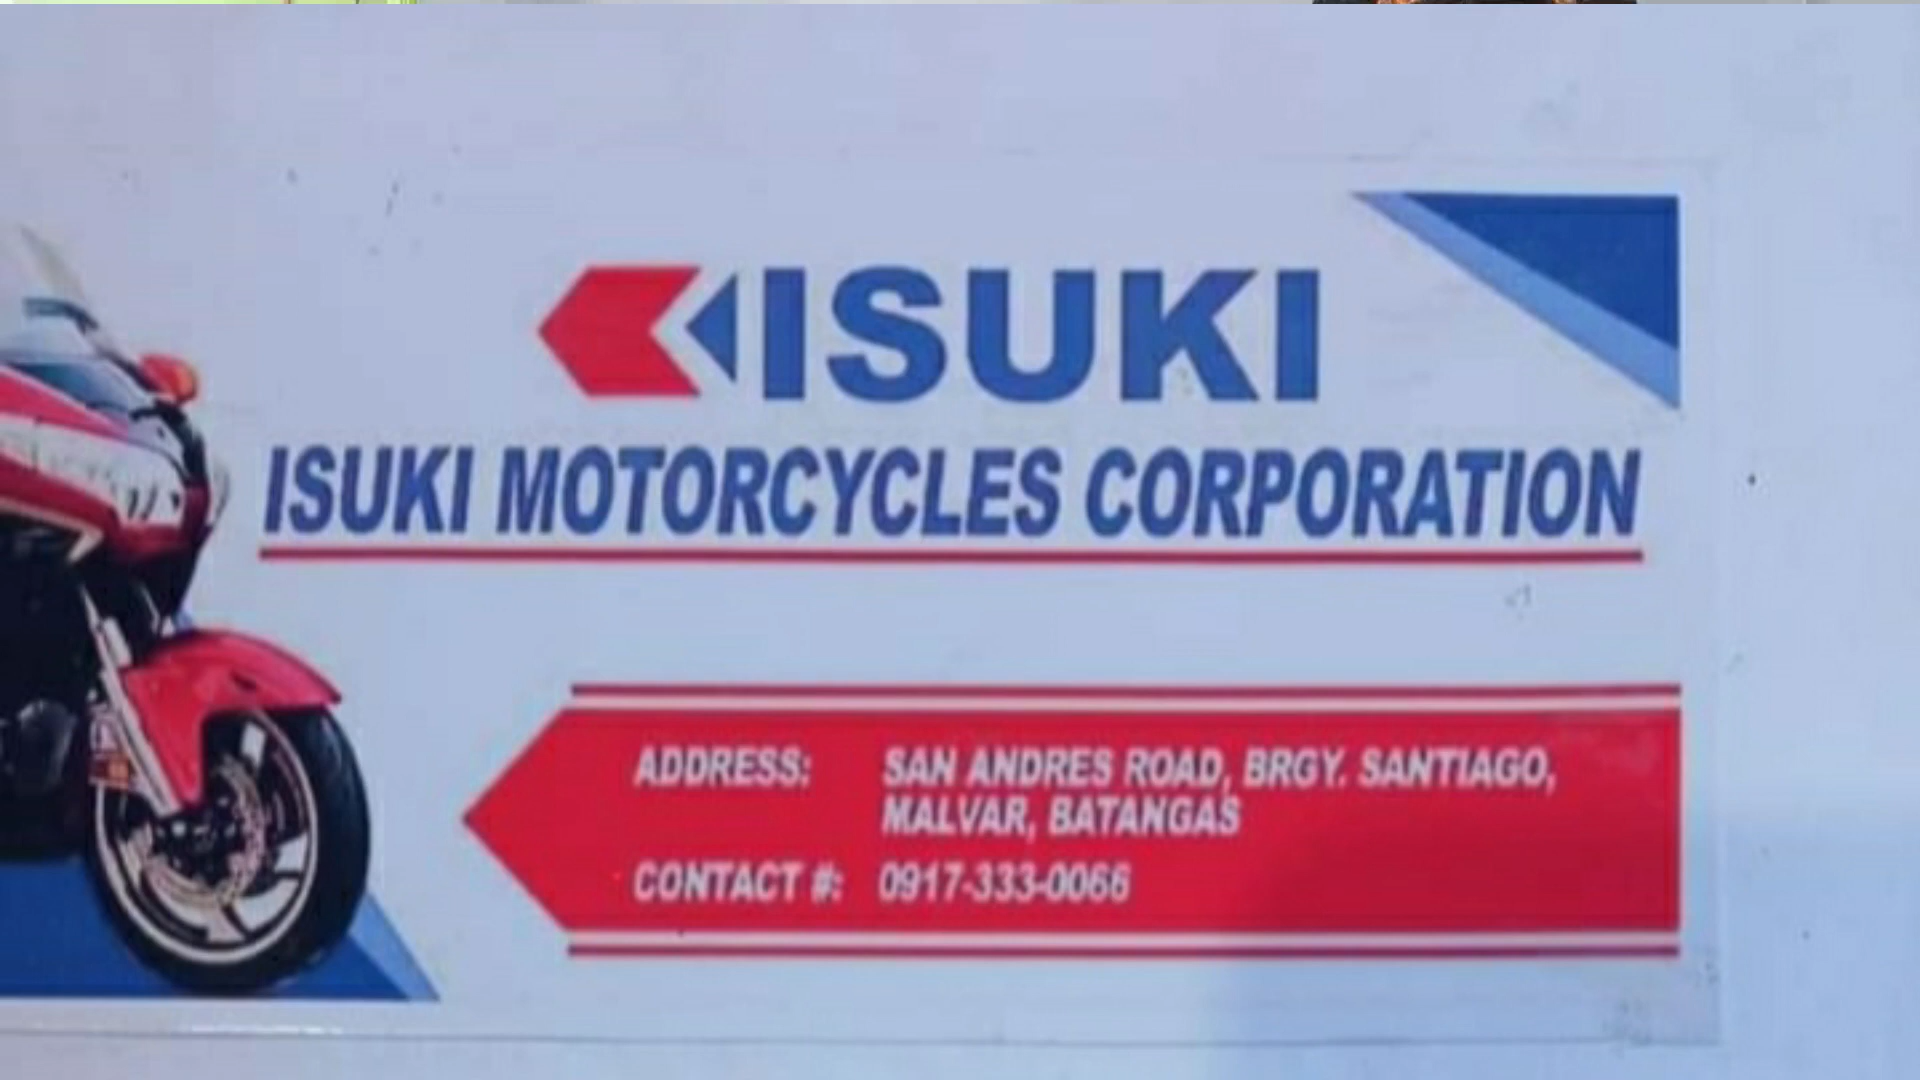 ISUKI
ISUKI MOTORCYCLES CORPORATION
ADDRESS: SAN ANDRES ROAD, BRGY. SANTIAGO,
MALVAR, BATANGAS
CONTACT #: 0917-333-0066